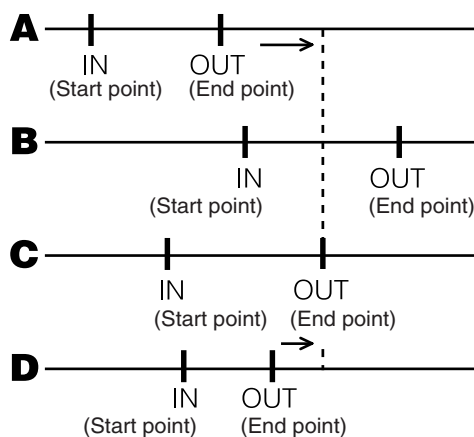 A
IN OUT
(Start point) (End point)
B
IN OUT
(Start point) (End point)
C
IN OUT
(Start point) (End point)
D
IN OUT
(Start point) (End point)